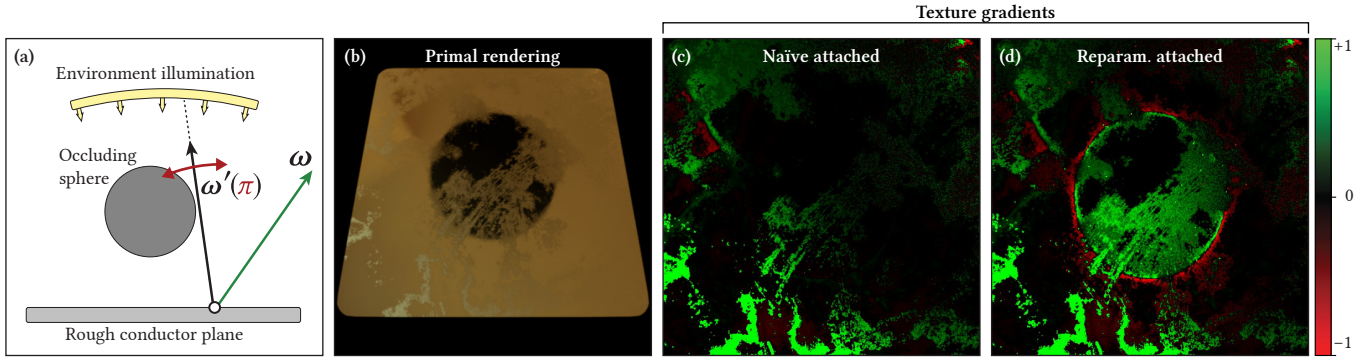 Texture gradients
(a)
Environment illumination
Occluding
sphere
ω′(π)
ω
Rough conductor plane
(b)
Primal rendering
(c)
Naïve attached
(d)
Reparam. attached
+1
0
−1